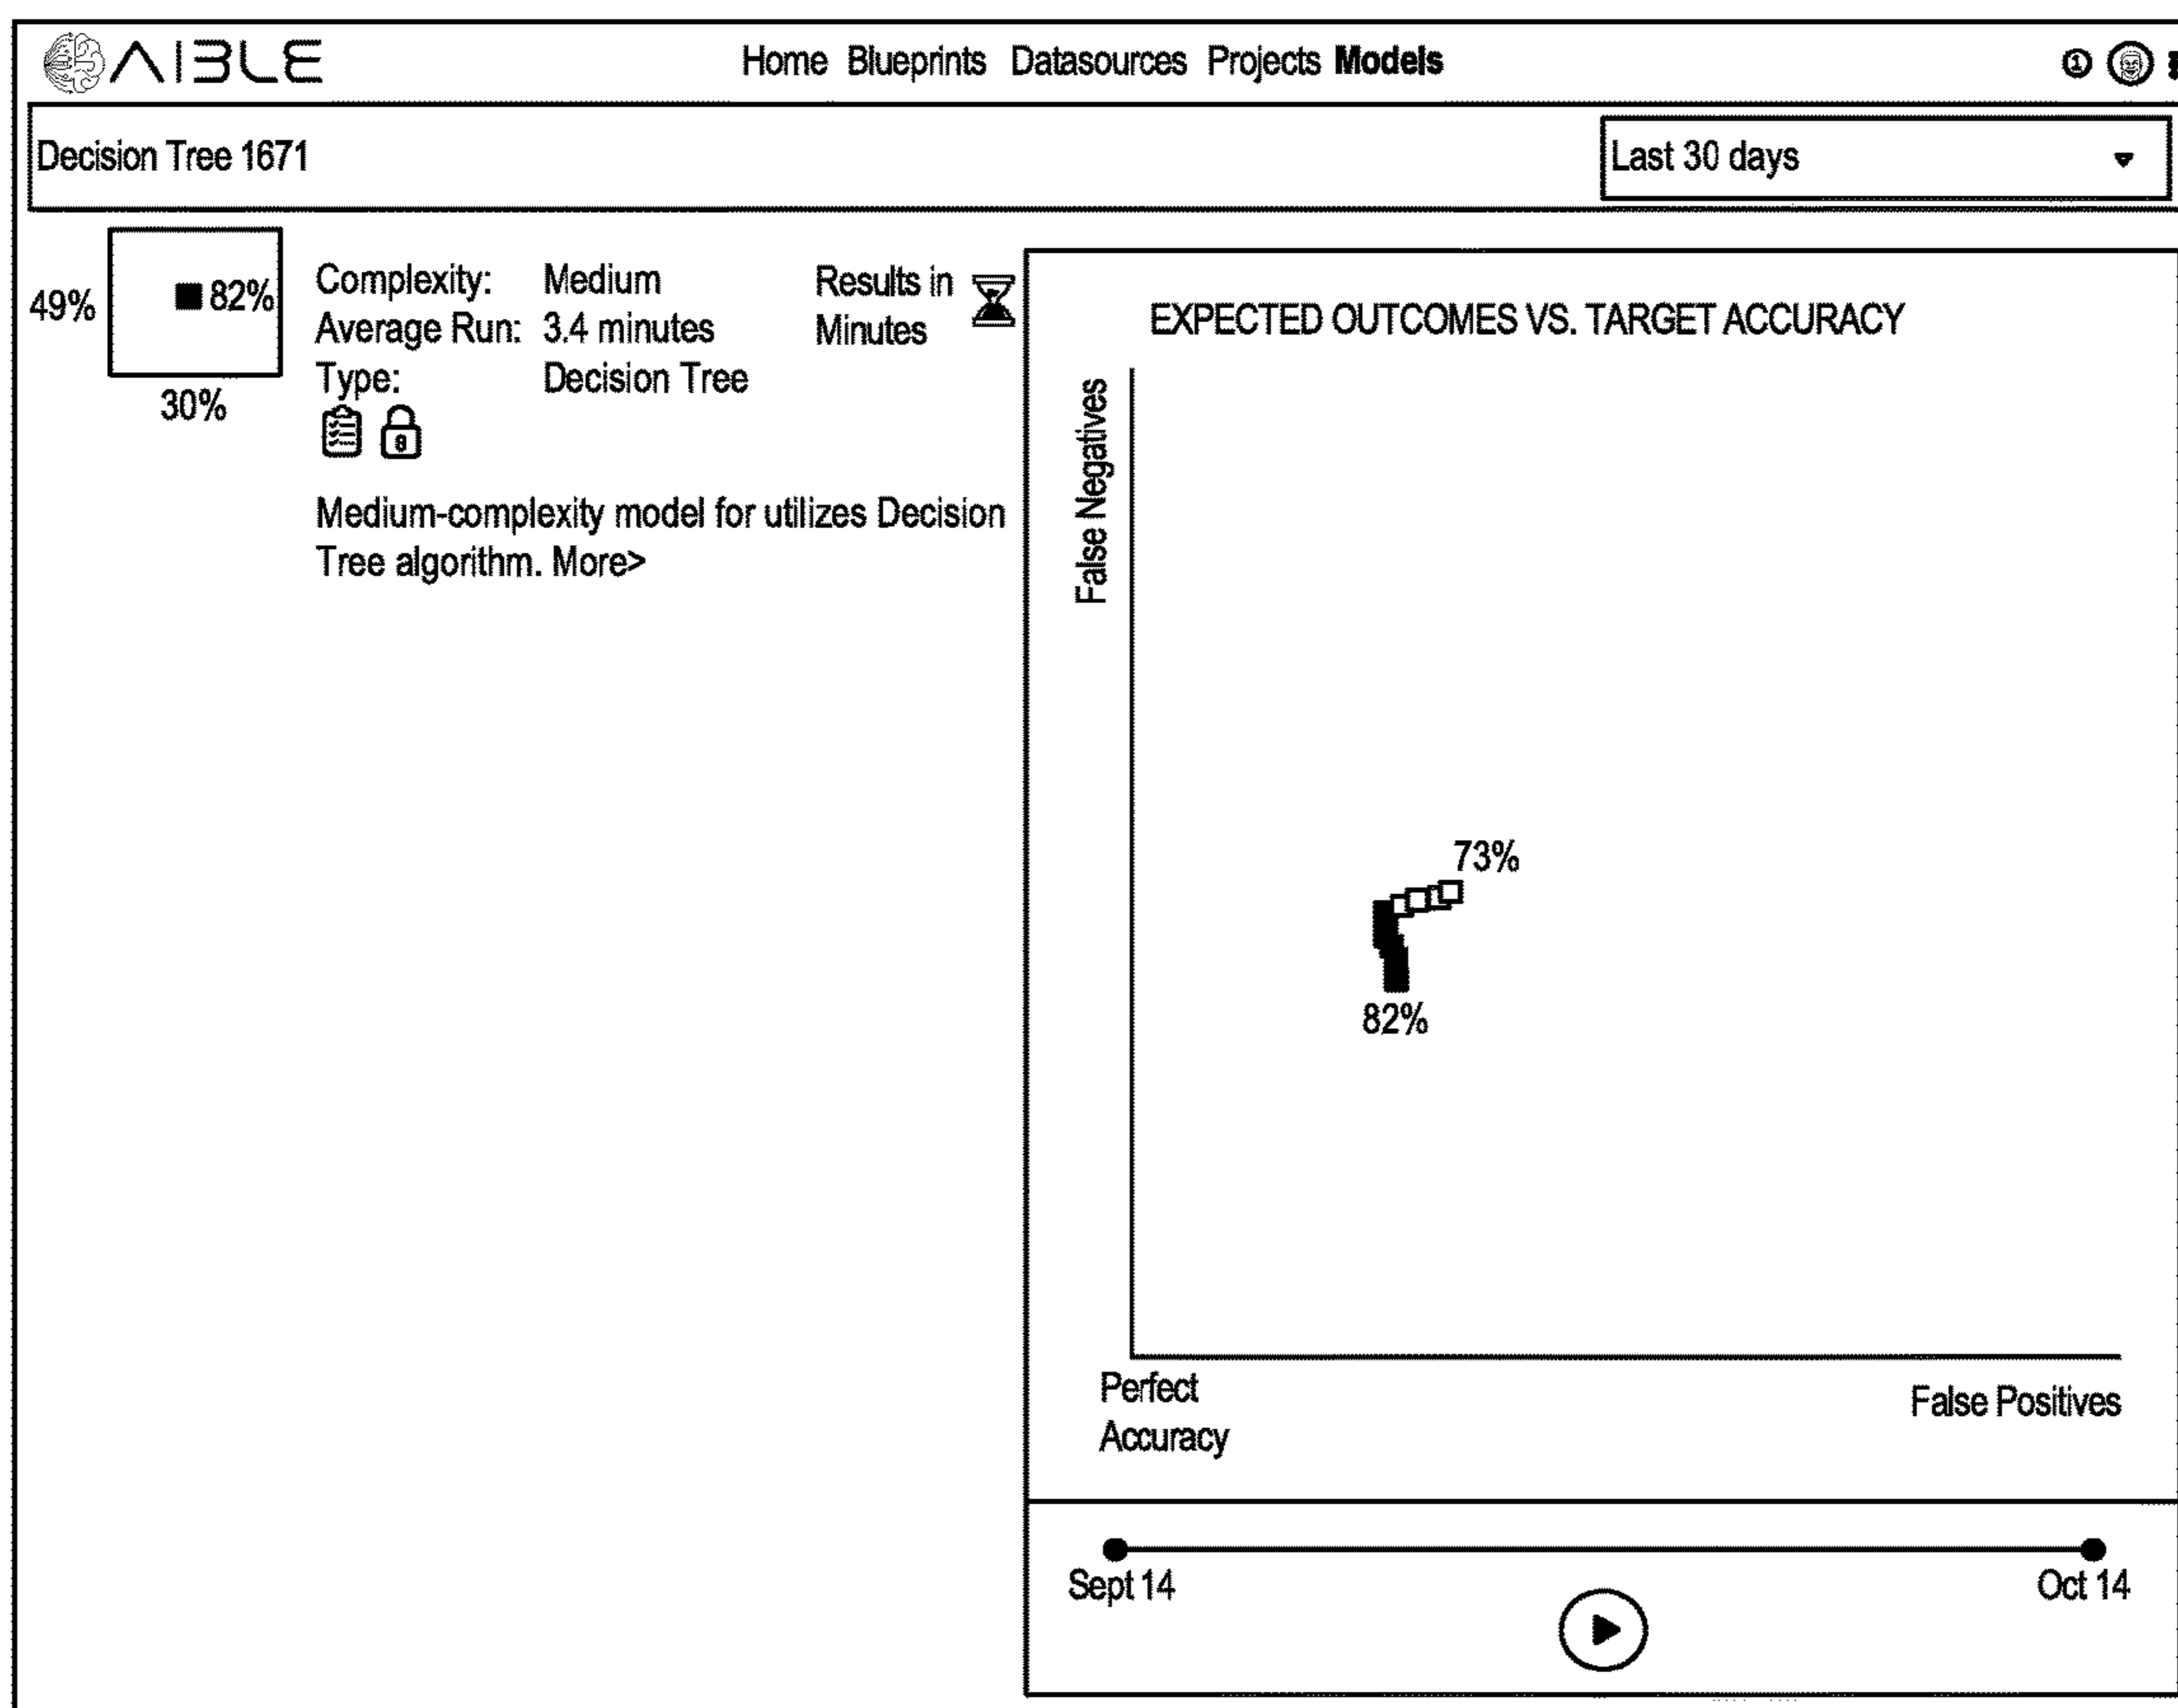 AIBLE
Home Blueprints Datasources Projects Models
1
Decision Tree 1671
Last 30 days
49%
82%
30%
Complexity: Medium
Average Run: 3.4 minutes
Type: Decision Tree
Results in
Minutes
Medium-complexity model for utilizes Decision
Tree algorithm. More>
EXPECTED OUTCOMES VS. TARGET ACCURACY
False Negatives
73%
82%
Perfect
Accuracy
False Positives
Sept 14
Oct 14